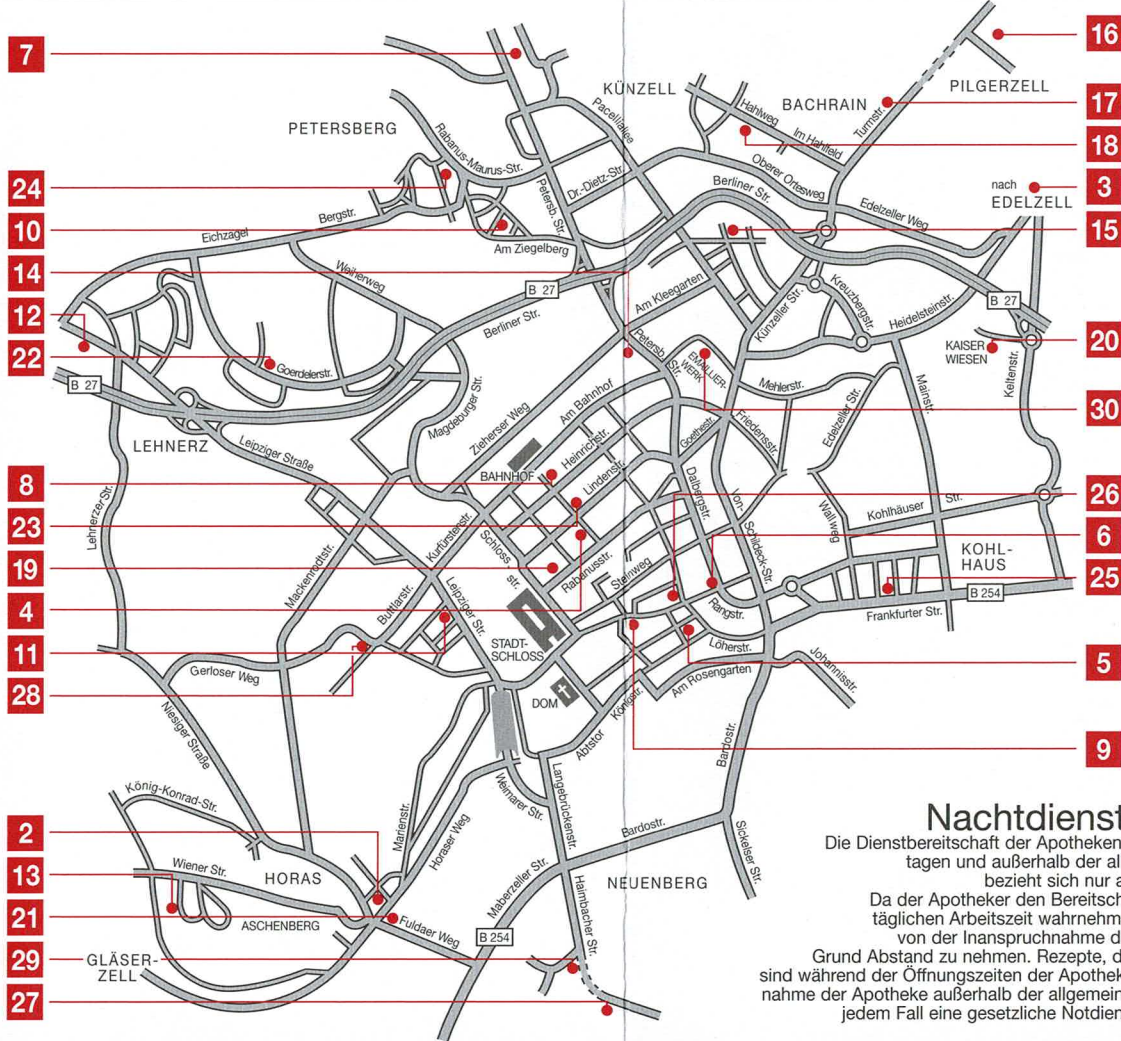 7
24
10
14
12
22
8
23
19
4
11
28
2
13
21
29
27
16
17
18
3
15
20
30
26
6
25
5
9
PETERSBERG
KÜNZELL
BACHRAIN
PILGERZELL
nach
EDELZELL
Rabanus-Maurus-Str.
Pacelliallee
Hahlweg
Im Hahlfeld
Turmstr.
Dr.-Dietz-Str.
Petersb. Str.
Oberer Ortesweg
Berliner Str.
Edelzeller Weg
Bergstr.
Eichzagel
Am Ziegelberg
Weiherweg
B 27
Berliner Str.
Am Kleegarten
Künzeller Str.
Kreuzbergstr.
Heidelsteinstr.
B 27
KAISER
WIESEN
Keltenstr.
Goerdelerstr.
B 27
Petersb. Str.
EMAILLIER-
WERK
Mehlerstr.
Edelzeller Str.
Mainstr.
LEHNERZ
Leipziger Straße
Magdeburger Str.
Zieherser Weg
Am Bahnhof
BAHNHOF
Heinrichstr.
Lindenstr.
Goethestr.
Friedensstr.
Dalbergstr.
Von-
Schildeck-Str.
Wallweg
Kohlhäuser
Str.
KOHL-
HAUS
Lehnerzer Str.
Mackenrodtstr.
Kurfürstenstr.
Schloss
str.
Rabanusstr.
Steinweg
Rangstr.
Frankfurter Str.
B 254
Buttlarstr.
Leipziger Str.
STADT-
SCHLOSS
Löherstr.
Am Rosengarten
Johannisstr.
Gerloser Weg
DOM
Abtstor
Königstr.
Niesiger Straße
Bardostr.
König-Konrad-Str.
Marienstr.
Horaser Weg
Weimarer Str.
Langebrückenstr.
Bardostr.
Sickelser Str.
Wiener Str.
HORAS
Maberzeller Str.
Haimbacher Str.
NEUENBERG
ASCHENBERG
Fuldaer Weg
B 254
GLÄSER-
ZELL
Nachtdienst
Die Dienstbereitschaft der Apotheken
tagen und außerhalb der al
bezieht sich nur a
Da der Apotheker den Bereitsch
täglichen Arbeitszeit wahrnehm
von der Inanspruchnahme d
Grund Abstand zu nehmen. Rezepte, d
sind während der Öffnungszeiten der Apothek
nahme der Apotheke außerhalb der allgemein
jedem Fall eine gesetzliche Notdien